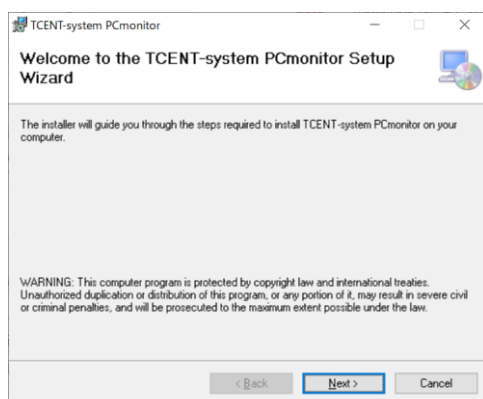 TCENT-system PCmonitor
Welcome to the TCENT-system PCmonitor Setup
Wizard
The installer will guide you through the steps required to install TCENT-system PCmonitor on your
computer.
WARNING: This computer program is protected by copyright law and international treaties.
Unauthorized duplication or distribution of this program, or any portion of it, may result in severe civil
or criminal penalties, and will be prosecuted to the maximum extent possible under the law.
< Back
Next >
Cancel